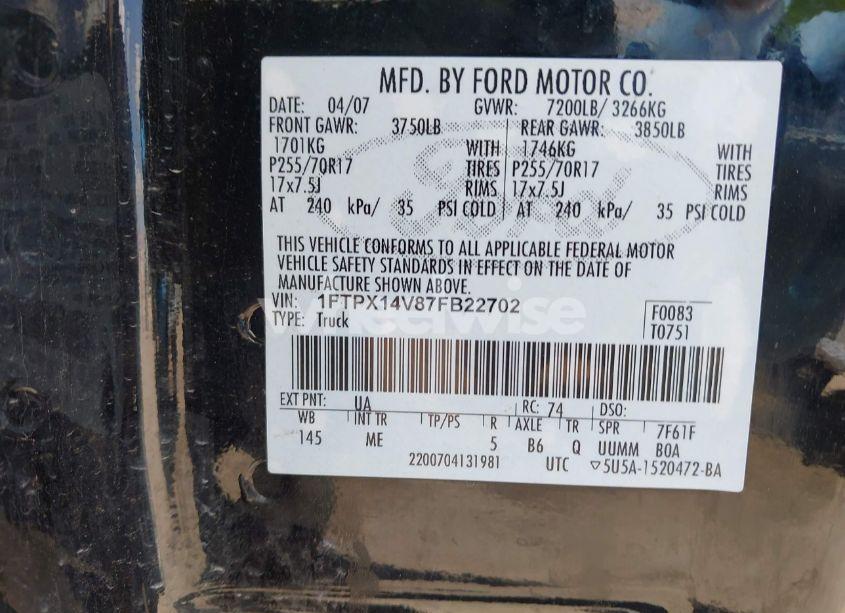 MFD. BY FORD MOTOR CO.
DATE: 04/07 GVWR: 7200LB/ 3266KG
FRONT GAWR: 3750LB REAR GAWR: 3850LB
1701KG WITH 1746KG WITH
P255/70R17 TIRES P255/70R17 TIRES
17x7.5J RIMS 17x7.5J RIMS
AT 240 kPa/ 35 PSI COLD AT 240 kPa/ 35 PSI COLD
Ford
THIS VEHICLE CONFORMS TO ALL APPLICABLE FEDERAL MOTOR
VEHICLE SAFETY STANDARDS IN EFFECT ON THE DATE OF
MANUFACTURE SHOWN ABOVE.
VIN: 1FTPX14V87FB22702 F0083
TYPE: Truck T0751
wheelwise
EXT PNT: UA RC: 74 DSO:
WB INT TR TP/PS R AXLE TR SPR 7F61F
145 ME 5 B6 Q UUMM B0A
2200704131981 UTC ▽5U5A-1520472-BA